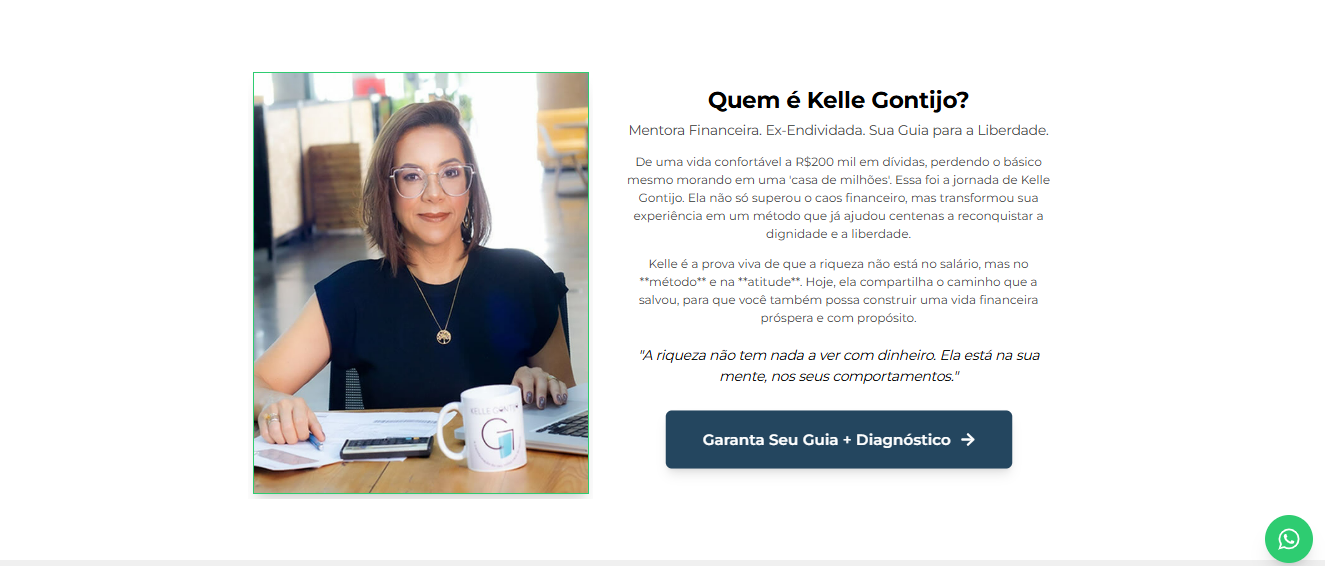 Quem é Kelle Gontijo?
Mentora Financeira. Ex-Endividada. Sua Guia para a Liberdade.
De uma vida confortável a R$200 mil em dívidas, perdendo o básico
mesmo morando em uma 'casa de milhões'. Essa foi a jornada de Kelle
Gontijo. Ela não só superou o caos financeiro, mas transformou sua
experiência em um método que já ajudou centenas a reconquistar a
dignidade e a liberdade.
Kelle é a prova viva de que a riqueza não está no salário, mas no
**método** e na **atitude**. Hoje, ela compartilha o caminho que a
salvou, para que você também possa construir uma vida financeira
próspera e com propósito.
"A riqueza não tem nada a ver com dinheiro. Ela está na sua
mente, nos seus comportamentos."
Garanta Seu Guia + Diagnóstico →
KELLE
G